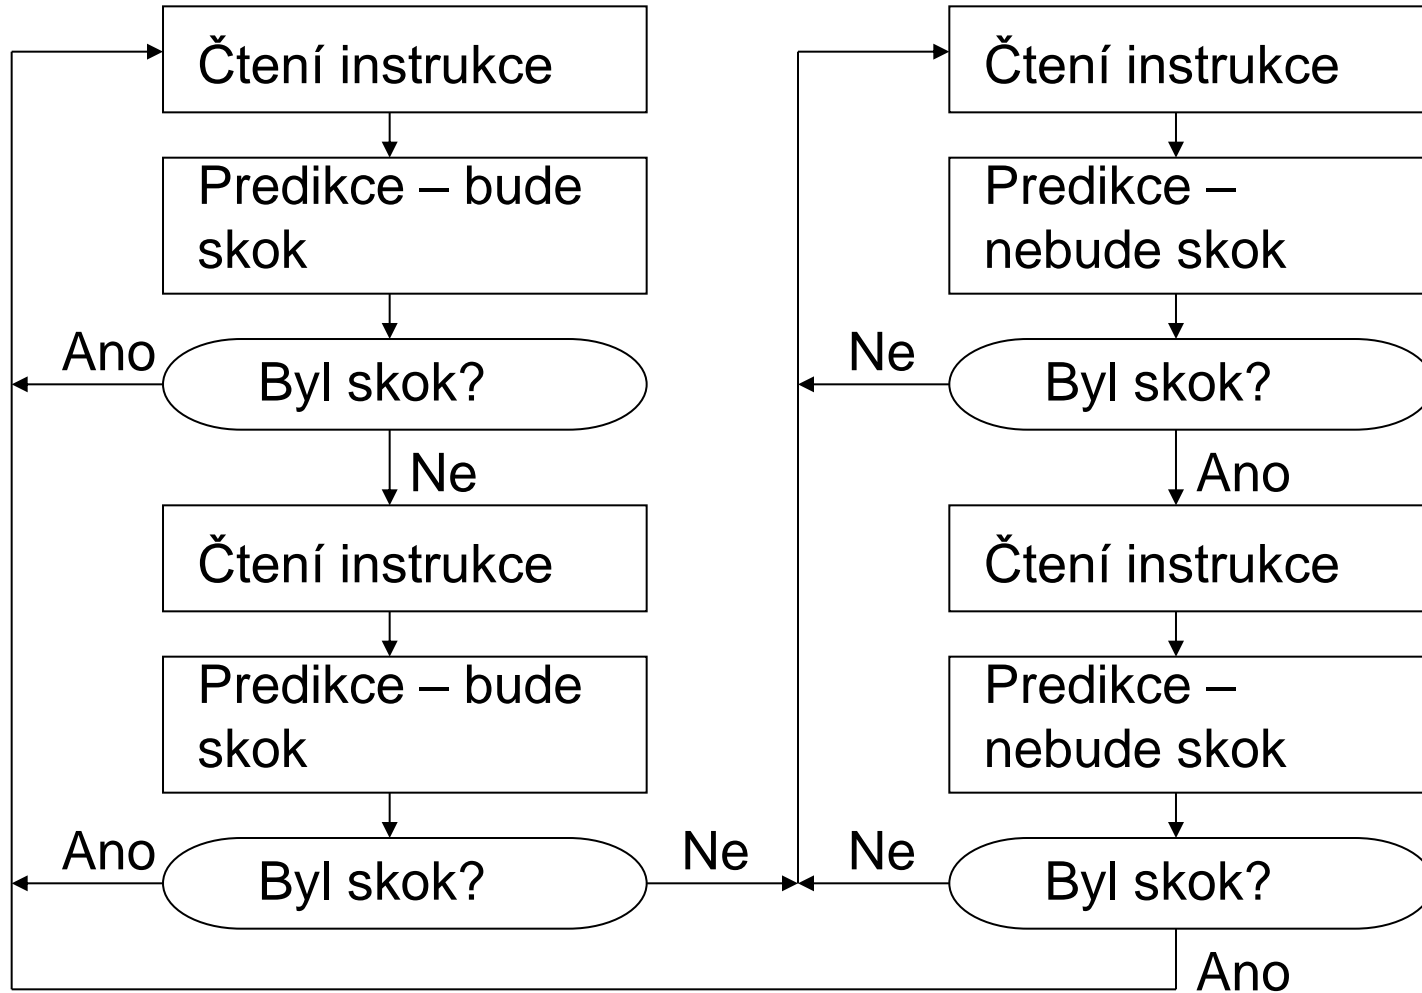 Čtení instrukce
Predikce – bude
skok
Ano
Byl skok?
Ne
Čtení instrukce
Predikce – bude
skok
Ano
Byl skok?
Ne
Čtení instrukce
Predikce –
nebude skok
Ne
Byl skok?
Ano
Čtení instrukce
Predikce –
nebude skok
Ne
Byl skok?
Ano